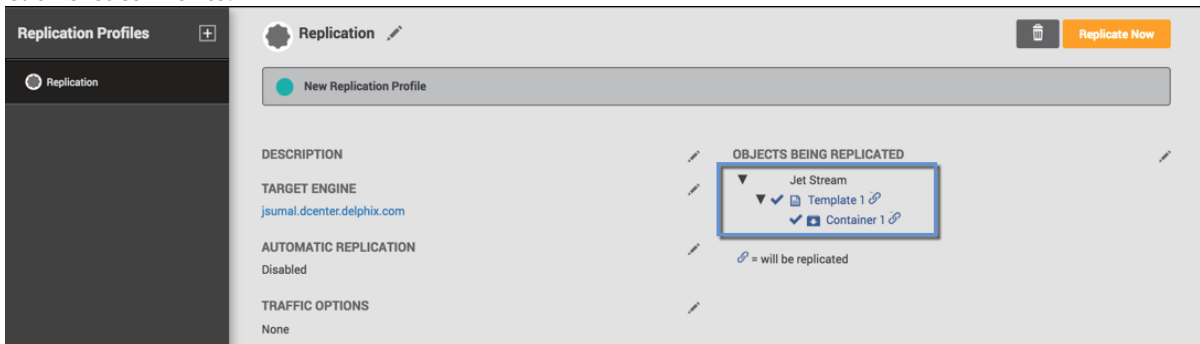 Replication Profiles
Replication
Replication
Replicate Now
New Replication Profile
DESCRIPTION
TARGET ENGINE
jsumal.dcenter.delphix.com
AUTOMATIC REPLICATION
Disabled
TRAFFIC OPTIONS
None
OBJECTS BEING REPLICATED
Jet Stream
Template 1
Container 1
= will be replicated